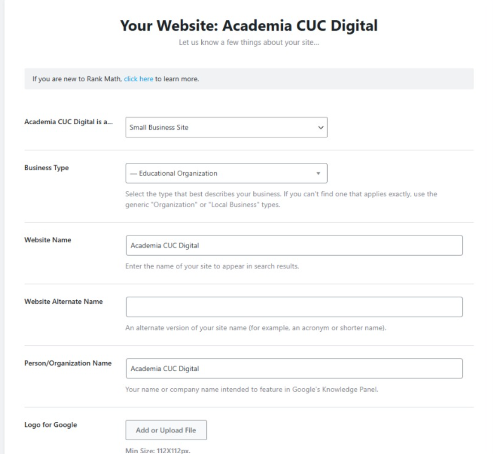 Your Website: Academia CUC Digital
Let us know a few things about your site...
If you are new to Rank Math, click here to learn more.
Academia CUC Digital is a...
Small Business Site
Business Type
— Educational Organization
Select the type that best describes your business. If you can't find one that applies exactly, use the
generic "Organization" or "Local Business" types.
Website Name
Academia CUC Digital
Enter the name of your site to appear in search results.
Website Alternate Name
An alternate version of your site name (for example, an acronym or shorter name).
Person/Organization Name
Academia CUC Digital
Your name or company name intended to feature in Google's Knowledge Panel.
Logo for Google
Add or Upload File
Min Size: 112X112px.